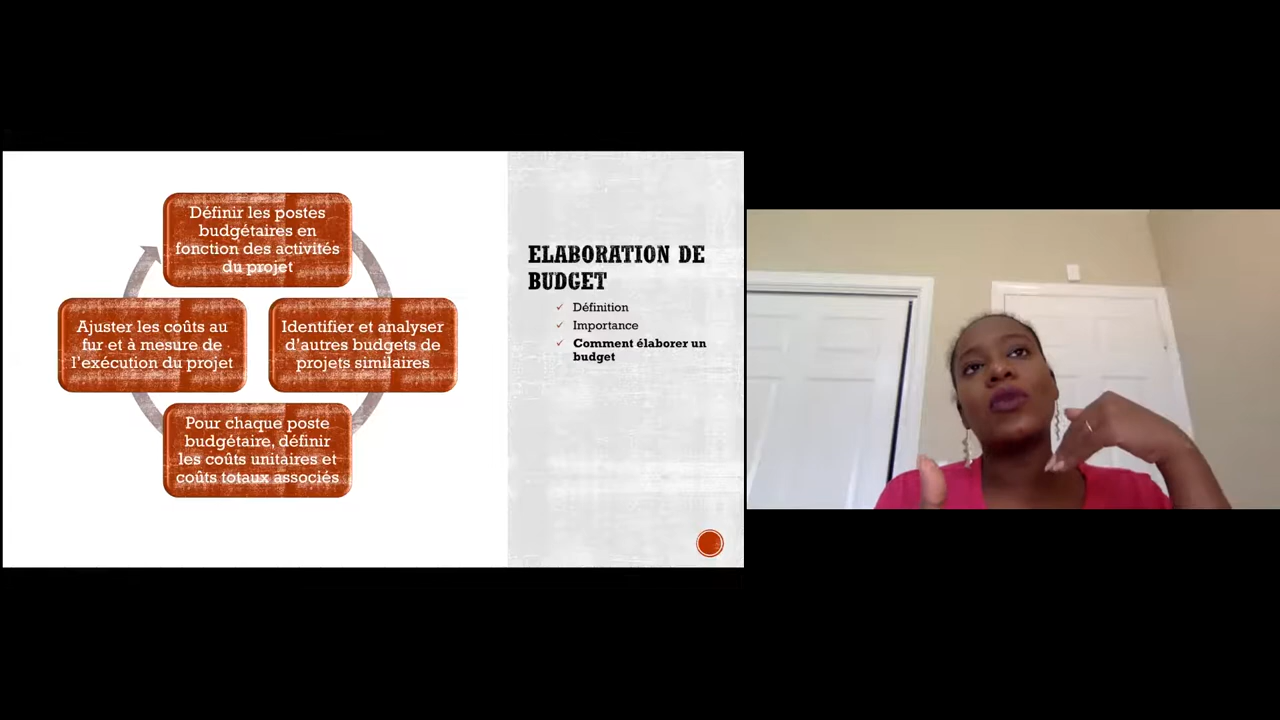 Définir les postes
budgétaires en
fonction des activités
du projet
Ajuster les coûts au
fur et à mesure de
l'exécution du projet
Identifier et analyser
d'autres budgets de
projets similaires
Pour chaque poste
budgétaire, définir
les coûts unitaires et
coûts totaux associés
ELABORATION DE
BUDGET
Définition
Importance
Comment élaborer un
budget